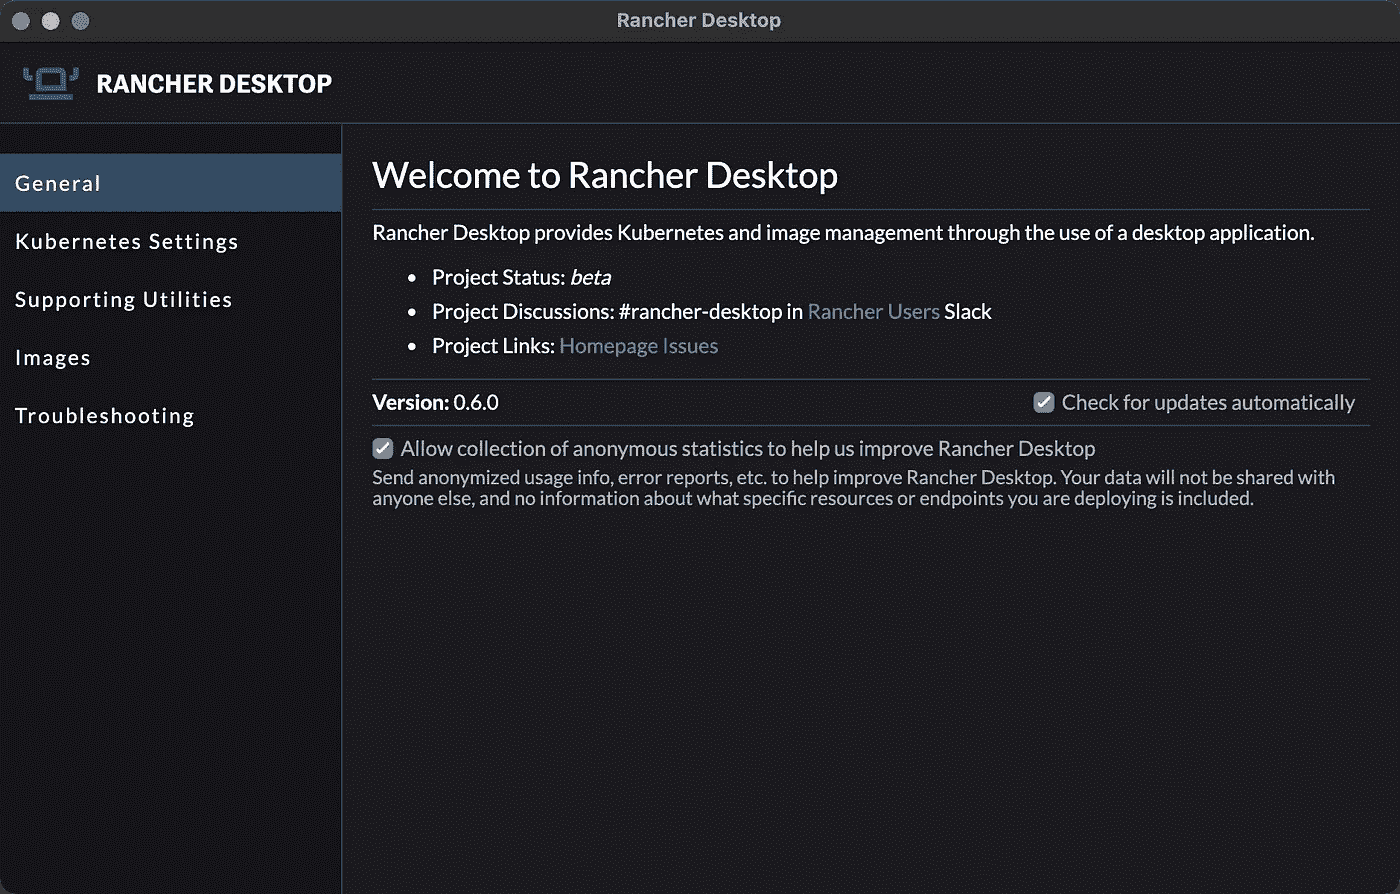 Rancher Desktop
RANCHER DESKTOP
General
Kubernetes Settings
Supporting Utilities
Images
Troubleshooting
Welcome to Rancher Desktop
Rancher Desktop provides Kubernetes and image management through the use of a desktop application.
• Project Status: beta
• Project Discussions: #rancher-desktop in Rancher Users Slack
• Project Links: Homepage Issues
Version: 0.6.0
Check for updates automatically
Allow collection of anonymous statistics to help us improve Rancher Desktop
Send anonymized usage info, error reports, etc. to help improve Rancher Desktop. Your data will not be shared with
anyone else, and no information about what specific resources or endpoints you are deploying is included.